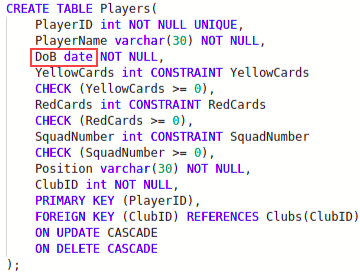 CREATE TABLE Players(
PlayerID int NOT NULL UNIQUE,
PlayerName varchar(30) NOT NULL,
DoB date NOT NULL,
YellowCards int CONSTRAINT YellowCards
CHECK (YellowCards >= 0),
RedCards int CONSTRAINT RedCards
CHECK (RedCards >= 0),
SquadNumber int CONSTRAINT SquadNumber
CHECK (SquadNumber >= 0),
Position varchar(30) NOT NULL,
ClubID int NOT NULL,
PRIMARY KEY (PlayerID),
FOREIGN KEY (ClubID) REFERENCES Clubs(ClubID)
ON UPDATE CASCADE
ON DELETE CASCADE
);